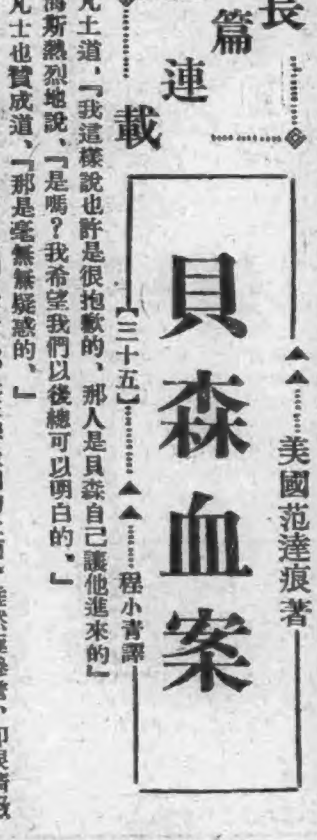 長篇連載
美國范達痕著
貝森血案
【三十五】
程小青譯
凡士道、『我這樣說也許是很抱歉的、那人是貝森自己讓他進來的』
斯熱烈地說、『是嗎？我希望我們以後總可以明白的、』
凡士也贊成道、『那是毫無疑惑的、』